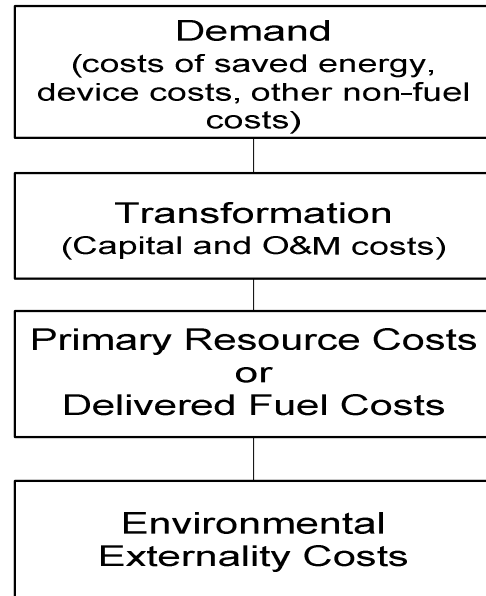 Demand
(costs of saved energy,
device costs, other non-fuel
costs)
Transformation
(Capital and O&M costs)
Primary Resource Costs
or
Delivered Fuel Costs
Environmental
Externality Costs